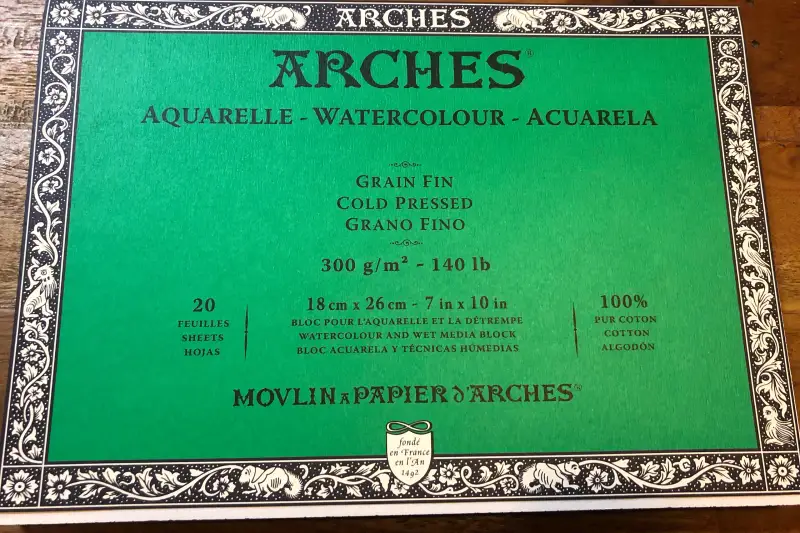 ARCHES
ARCHES®
AQUARELLE - WATERCOLOUR - ACUARELA
GRAIN FIN
COLD PRESSED
GRANO FINO
300 g/m² - 140 lb
20
FEUILLES
SHEETS
HOJAS
18 cm x 26 cm - 7 in x 10 in
BLOC POUR L'AQUARELLE ET LA DÉTREMPE
WATERCOLOUR AND WET MEDIA BLOCK
BLOC ACUARELA Y TÉCNICAS HÚMEDIAS
100%
PUR COTON
COTTON
ALGODÓN
MOVLIN A PAPIER D'ARCHES®
fondé
en France
en l'An
1492